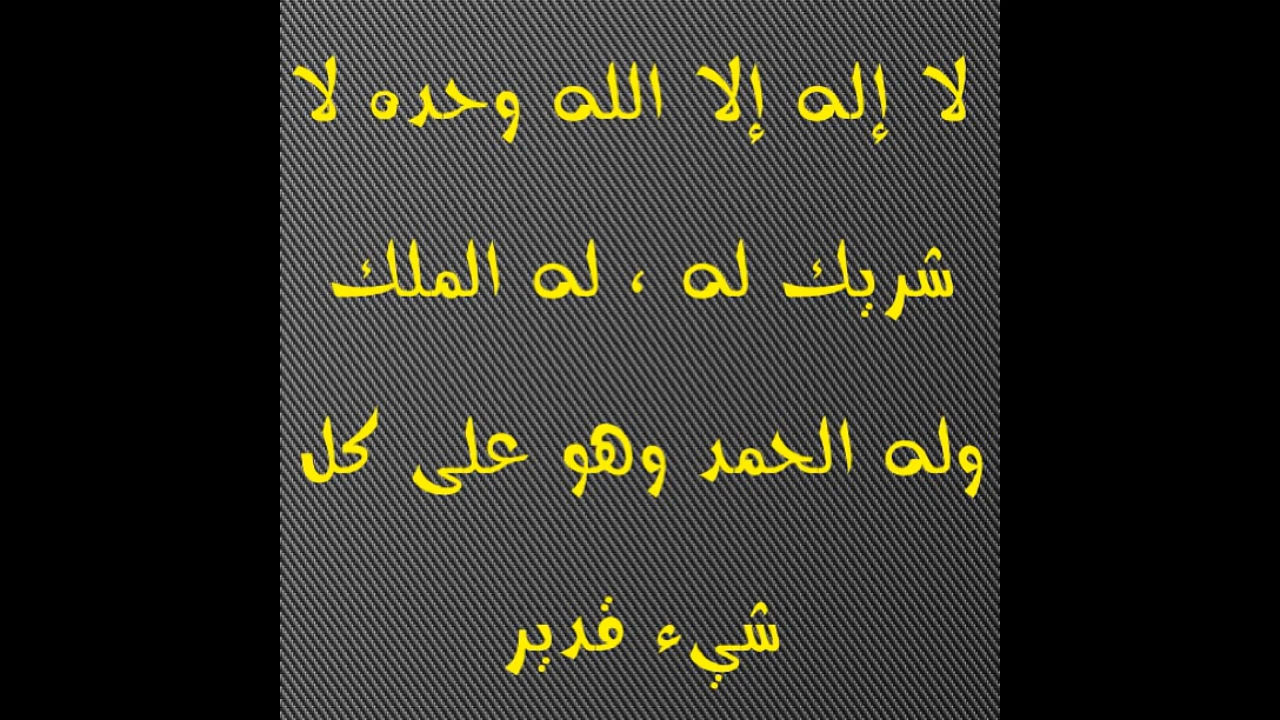 لا إله إلا الله وحده لا
شريك له ، له الملك
وله الحمد وهو على كل
شيء قدير